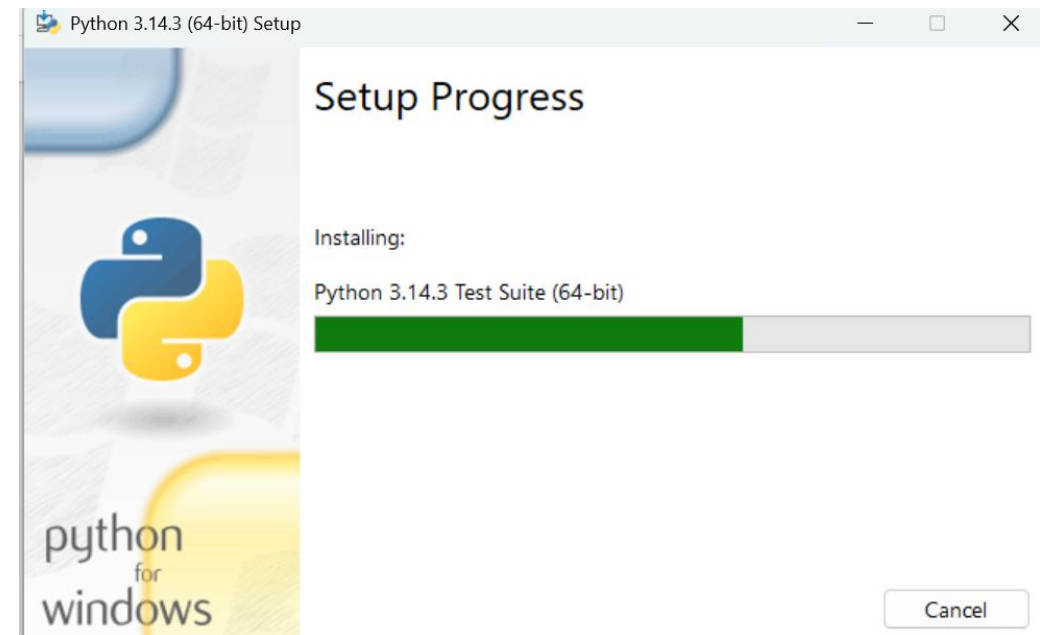 Python 3.14.3 (64-bit) Setup
Setup Progress
Installing:
Python 3.14.3 Test Suite (64-bit)
python
for
windows
Cancel